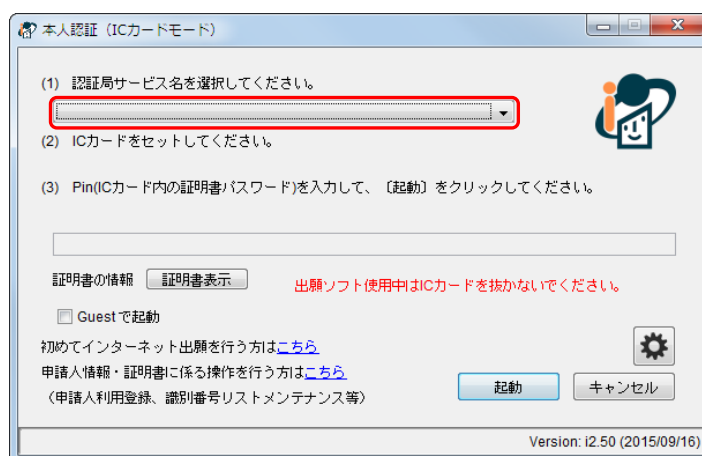 本人認証（ICカードモード）
(1) 認証局サービス名を選択してください。
(2) ICカードをセットしてください。
(3) Pin(ICカード内の証明書パスワード)を入力して、〔起動〕をクリックしてください。
証明書の情報 証明書表示 出願ソフト使用中はICカードを抜かないでください。
Guestで起動
初めてインターネット出願を行う方はこちら
申請人情報・証明書に係る操作を行う方はこちら
（申請人利用登録、識別番号リストメンテナンス等）
起動 キャンセル
Version: i2.50 (2015/09/16)